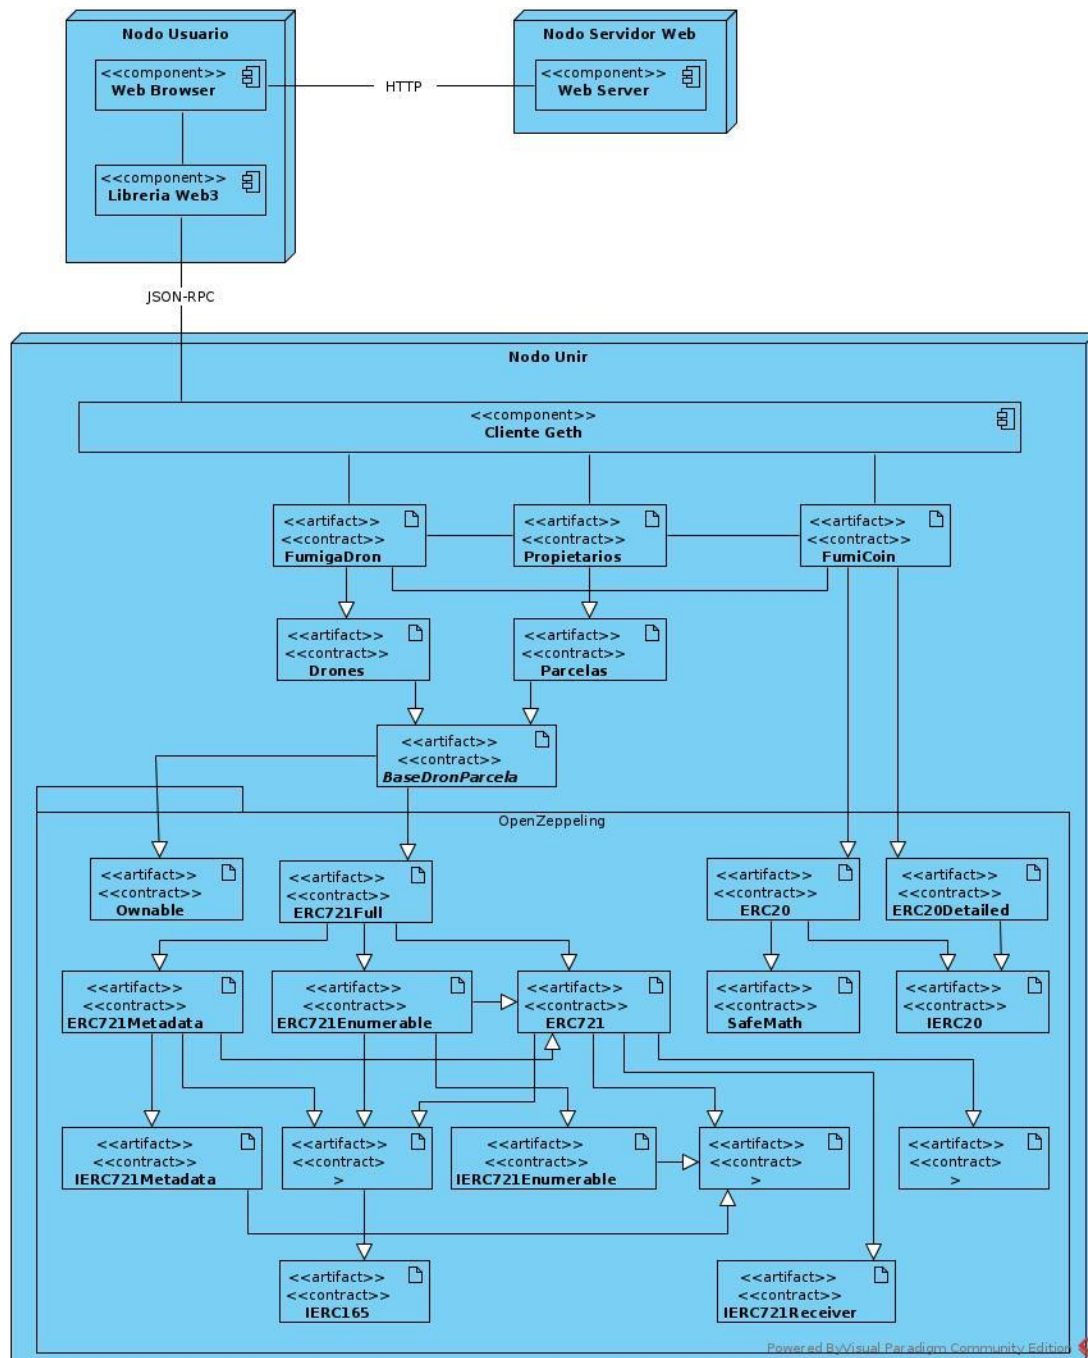 Nodo Usuario
<<component>>
Web Browser
<<component>>
Libreria Web3
HTTP
Nodo Servidor Web
<<component>>
Web Server
JSON-RPC
Nodo Unir
<<component>>
Cliente Geth
<<artifact>>
<<contract>>
FumigaDron
<<artifact>>
<<contract>>
Propietarios
<<artifact>>
<<contract>>
FumiCoin
<<artifact>>
<<contract>>
Drones
<<artifact>>
<<contract>>
Parcelas
<<artifact>>
<<contract>>
BaseDronParcela
OpenZeppeling
<<artifact>>
<<contract>>
Ownable
<<artifact>>
<<contract>>
ERC721Full
<<artifact>>
<<contract>>
ERC20
<<artifact>>
<<contract>>
ERC20Detailed
<<artifact>>
<<contract>>
ERC721Metadata
<<artifact>>
<<contract>>
ERC721Enumerable
<<artifact>>
<<contract>>
ERC721
<<artifact>>
<<contract>>
SafeMath
<<artifact>>
<<contract>>
IERC20
<<artifact>>
<<contract>>
IERC721Metadata
<<artifact>>
<<contract>
>
<<artifact>>
<<contract>>
IERC721Enumerable
<<artifact>>
<<contract>
>
<<artifact>>
<<contract>
>
<<artifact>>
<<contract>>
IERC165
<<artifact>>
<<contract>>
IERC721Receiver
Powered ByVisual Paradigm Community Edition